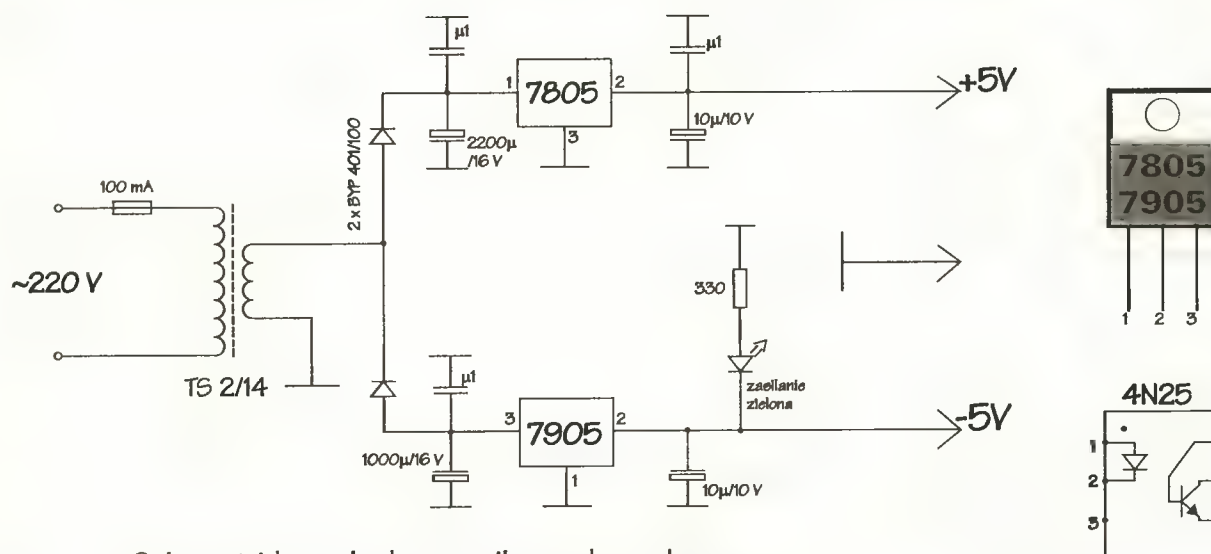 µ1
µ1
1
7805
2
+5V
2200µ
/16 V
3
10µ/10 V
2 x BYP 401/100
100 mA
~220 V
TS 2/14
330
zasilanie
zielona
µ1
3
7905
2
-5V
1000µ/16 V
1
10µ/10 V
7805
7905
1 2 3
4N25
1
2
3